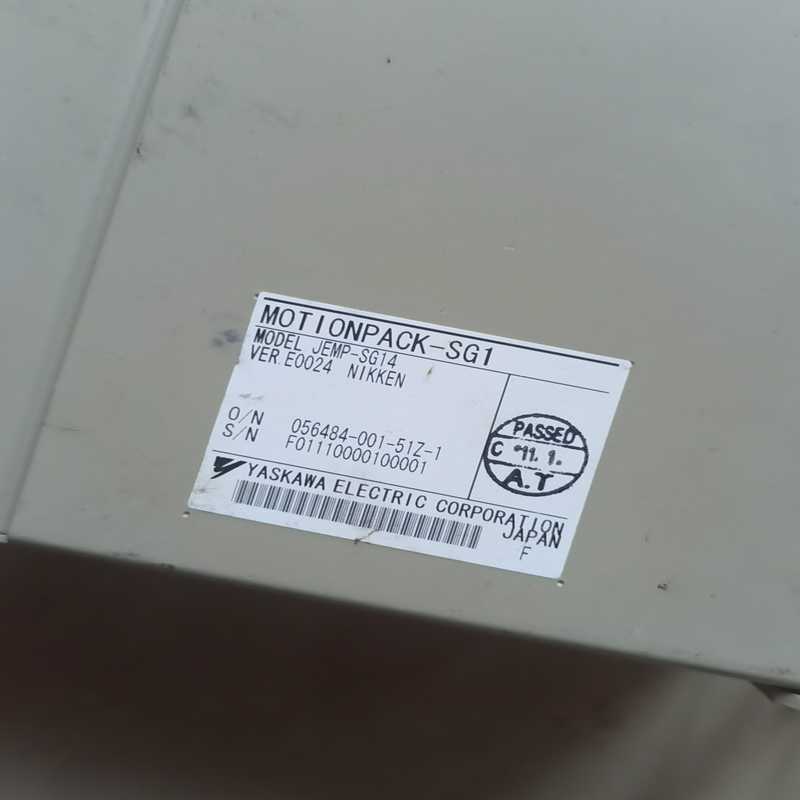 MOTIONPACK-SG1
MODEL JEMP-SG14
VER.E0024 NIKKEN
O/N 056484-001-51Z-1
S/N F01110000100001
PASSED
C '11. 1.
A.T
YASKAWA ELECTRIC CORPORATION
JAPAN
F